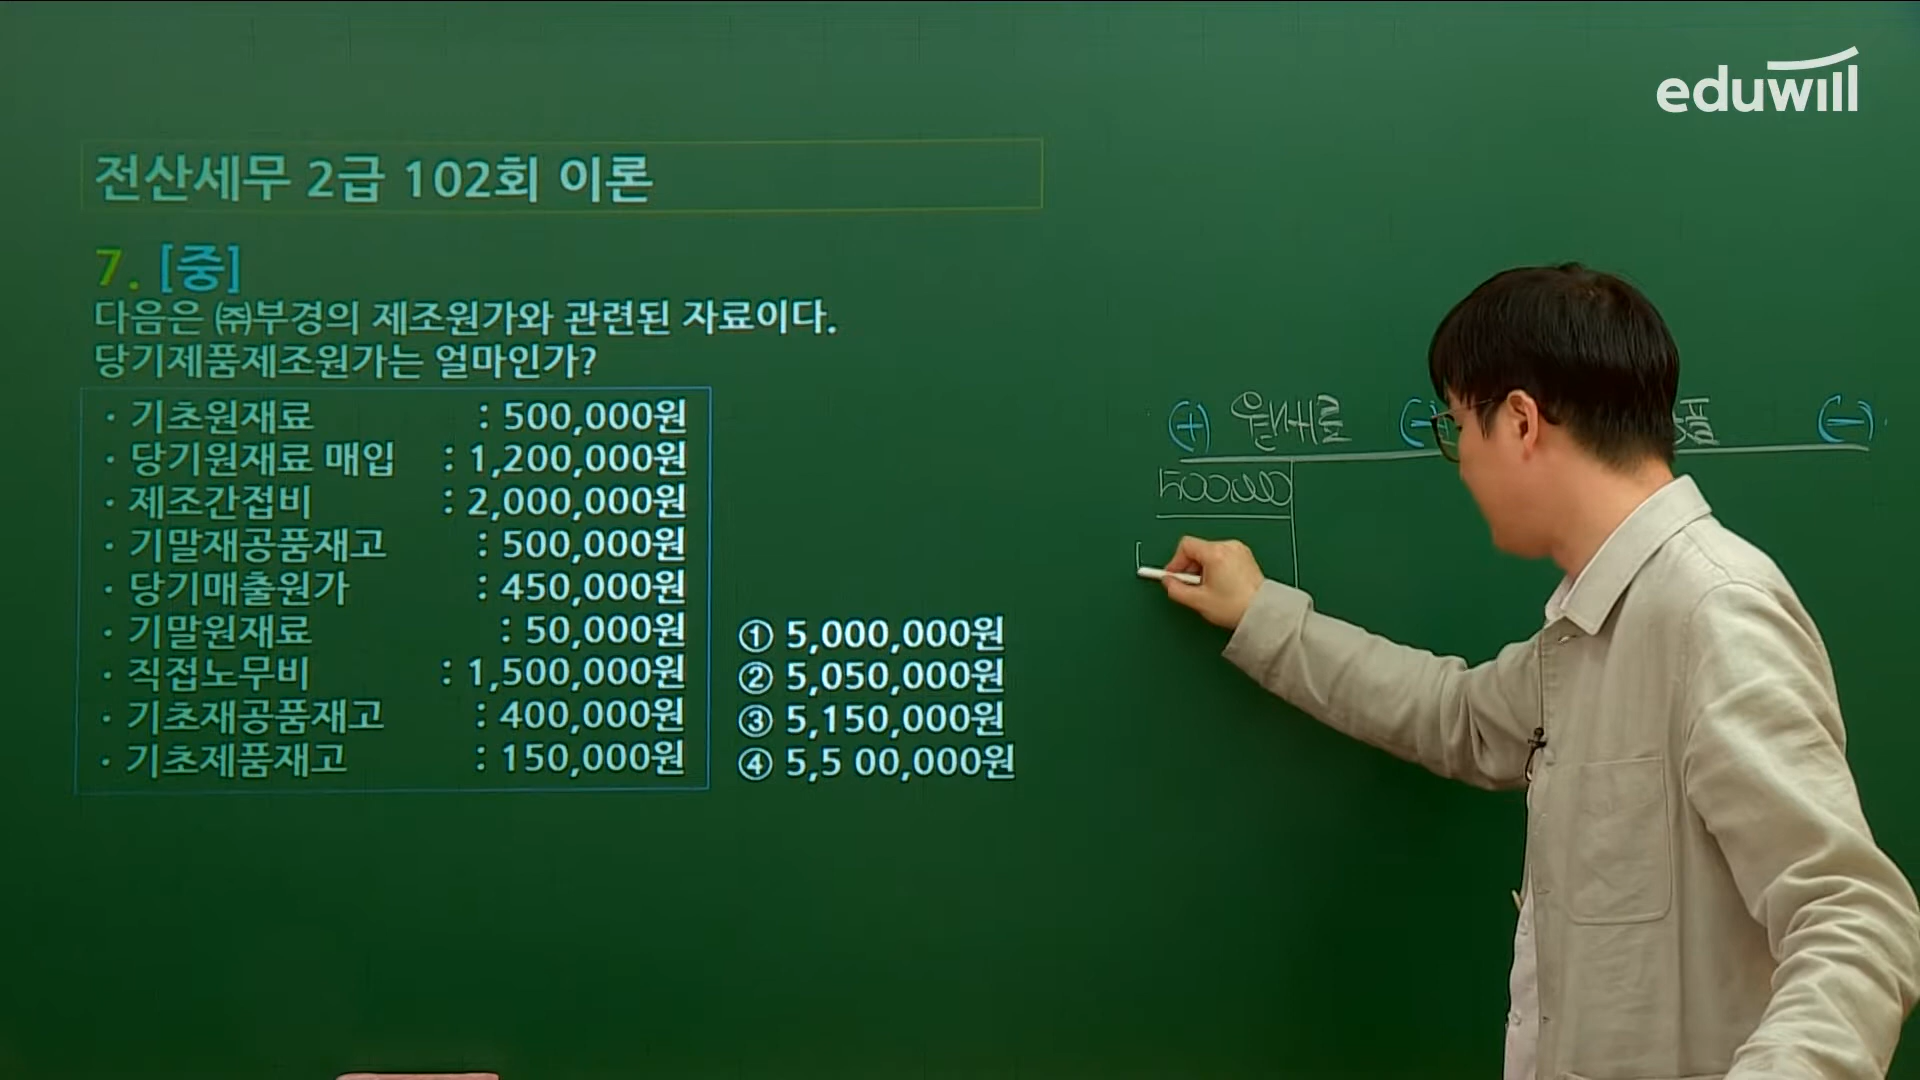 eduwill
전산세무 2급 102회 이론
7. [중]
다음은 ㈜부경의 제조원가와 관련된 자료이다.
당기제품제조원가는 얼마인가?
· 기초원재료 : 500,000원
· 당기원재료 매입 : 1,200,000원
· 제조간접비 : 2,000,000원
· 기말재공품재고 : 500,000원
· 당기매출원가 : 450,000원
· 기말원재료 : 50,000원
· 직접노무비 : 1,500,000원
· 기초재공품재고 : 400,000원
· 기초제품재고 : 150,000원
① 5,000,000원
② 5,050,000원
③ 5,150,000원
④ 5,5 00,000원
(+) 원재료 (-)
품 (-)
500,000